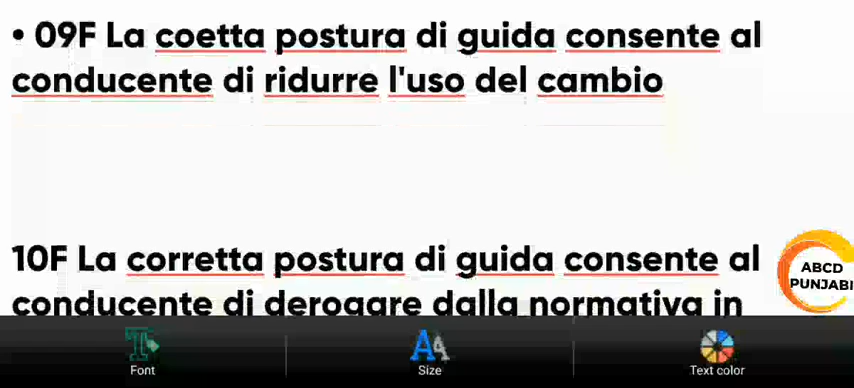 • 09F La coetta postura di guida consente al
conducente di ridurre l'uso del cambio
10F La corretta postura di guida consente al
conducente di derogare dalla normativa in
ABCD
PUNJABI
Font
Size
Text color